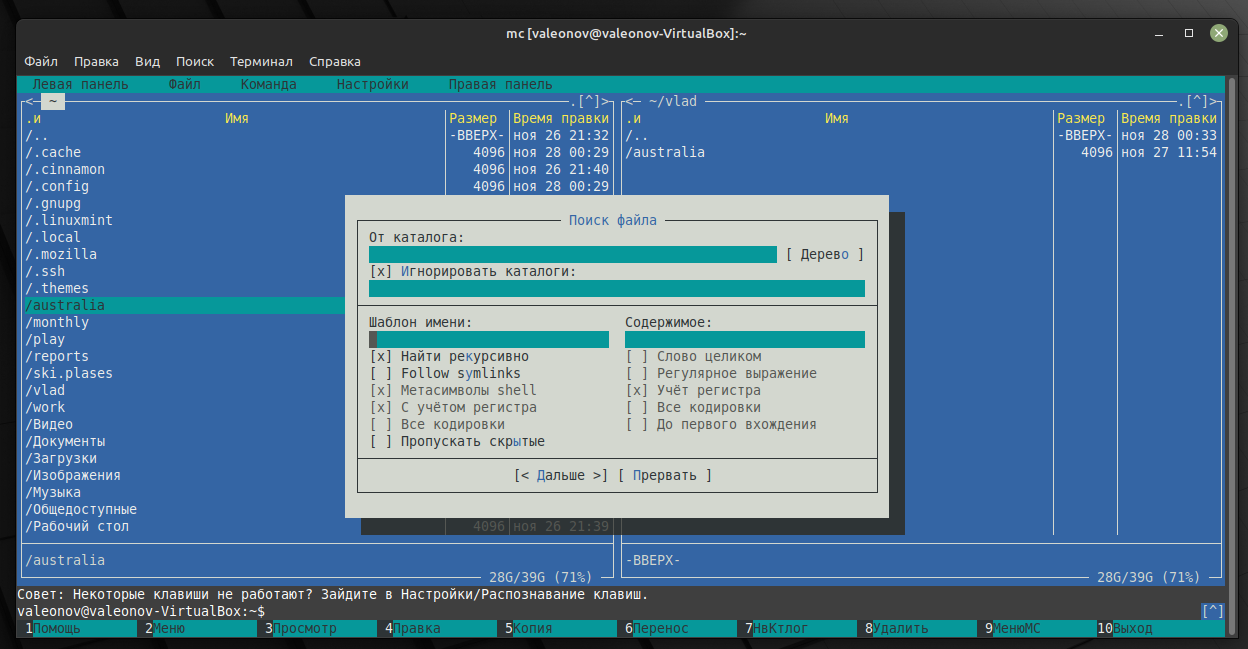 mc [valeonov@valeonov-VirtualBox]:~
Файл Правка Вид Поиск Терминал Справка
Левая панель Файл Команда Настройки Правая панель
<─ ~ ─.[^]>
.и Имя Размер Время правки
/.. -ВВЕРХ- ноя 26 21:32
/.cache 4096 ноя 28 00:29
/.cinnamon 4096 ноя 26 21:40
/.config 4096 ноя 28 00:29
/.gnupg
/.linuxmint
/.local
/.mozilla
/.ssh
/.themes
/australia
/monthly
/play
/reports
/ski.plases
/vlad
/work
/Видео
/Документы
/Загрузки
/Изображения
/Музыка
/Общедоступные
/Рабочий стол 4096 ноя 26 21:39
/australia
28G/39G (71%)
<─ ~/vlad ─.[^]>
.и Имя Размер Время правки
/.. -ВВЕРХ- ноя 28 00:33
/australia 4096 ноя 27 11:54
-ВВЕРХ-
28G/39G (71%)
Поиск файла
От каталога:
[ Дерево ]
[x] Игнорировать каталоги:
Шаблон имени: Содержимое:
[x] Найти рекурсивно [ ] Слово целиком
[ ] Follow symlinks [ ] Регулярное выражение
[x] Метасимволы shell [x] Учёт регистра
[x] С учётом регистра [ ] Все кодировки
[ ] Все кодировки [ ] До первого вхождения
[ ] Пропускать скрытые
[< Дальше >] [ Прервать ]
Совет: Некоторые клавиши не работают? Зайдите в Настройки/Распознавание клавиш.
valeonov@valeonov-VirtualBox:~$ [^]
1Помощь 2Меню 3Просмотр 4Правка 5Копия 6Перенос 7НвКтлог 8Удалить 9МенюМС 10Выход